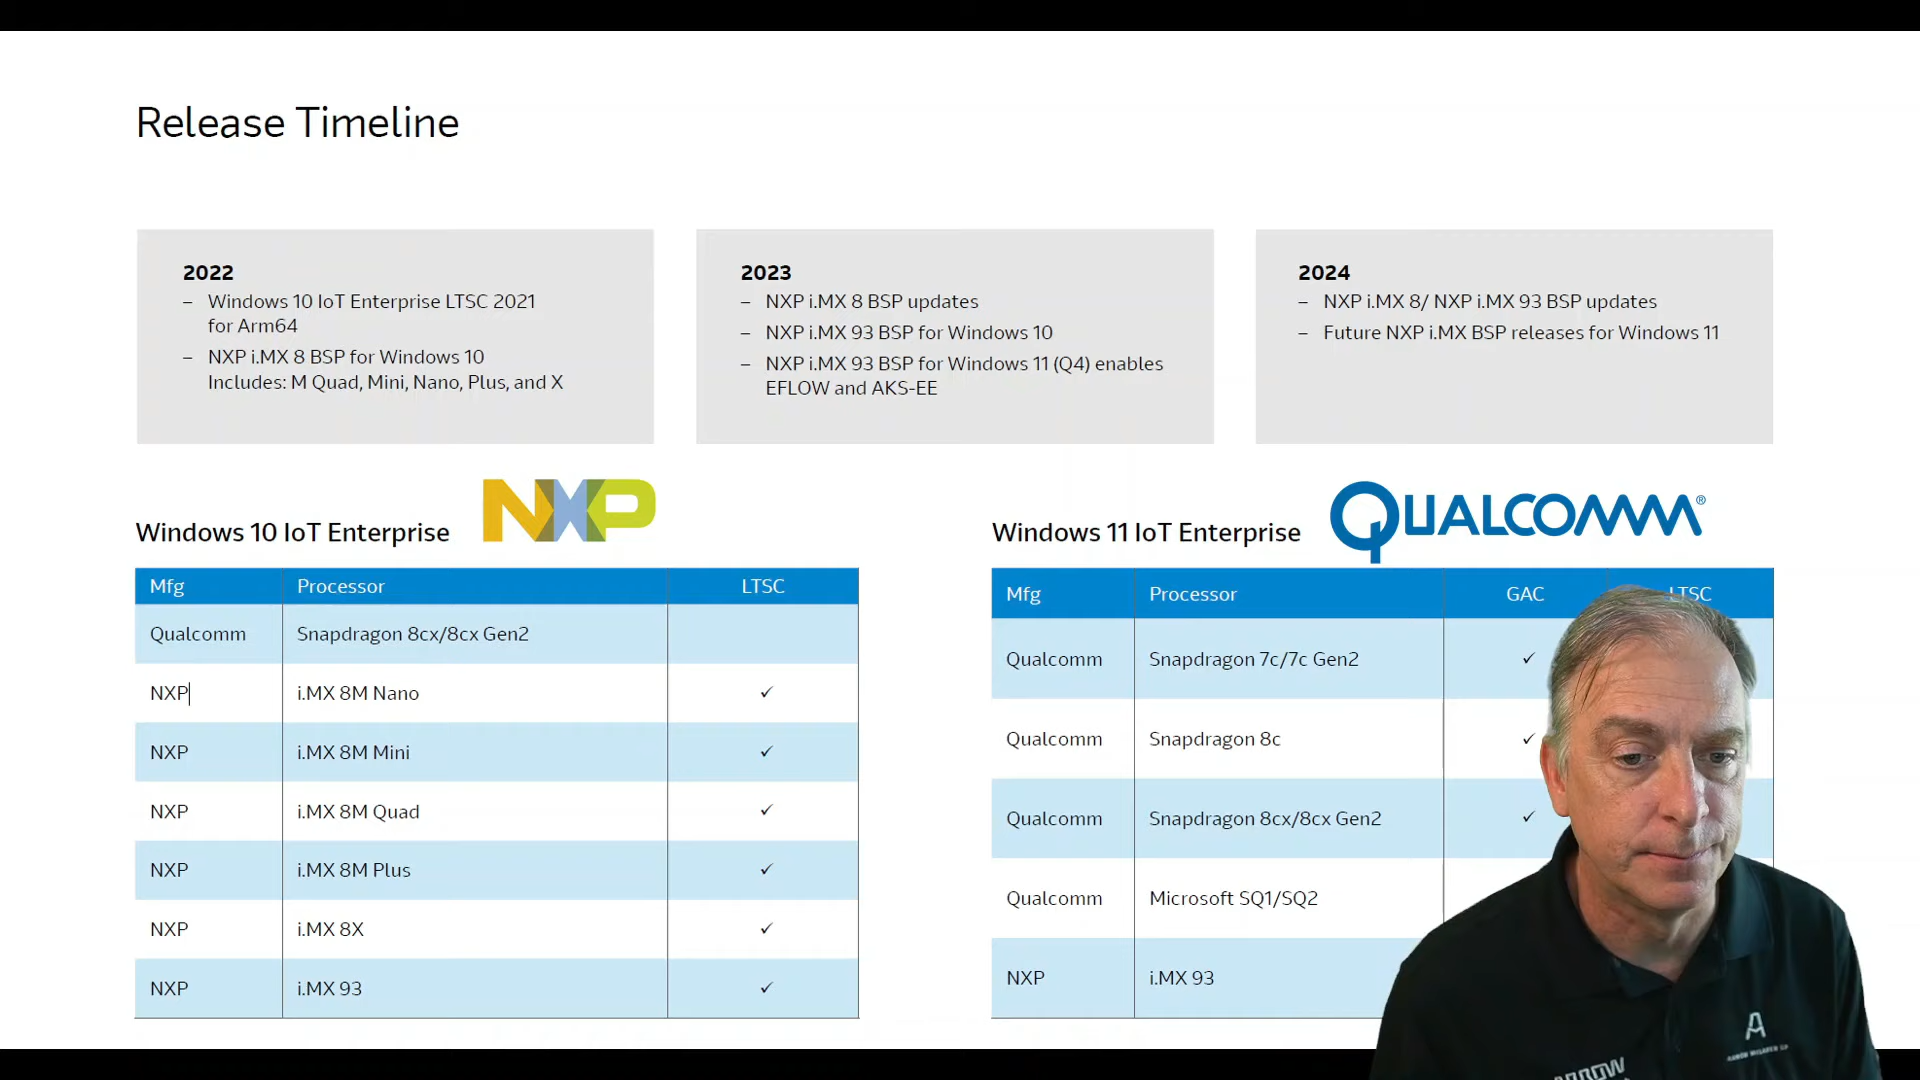 Release Timeline
2022
– Windows 10 IoT Enterprise LTSC 2021
for Arm64
– NXP i.MX 8 BSP for Windows 10
Includes: M Quad, Mini, Nano, Plus, and X
2023
– NXP i.MX 8 BSP updates
– NXP i.MX 93 BSP for Windows 10
– NXP i.MX 93 BSP for Windows 11 (Q4) enables
EFLOW and AKS-EE
2024
– NXP i.MX 8/ NXP i.MX 93 BSP updates
– Future NXP i.MX BSP releases for Windows 11
Windows 10 IoT Enterprise NXP
Mfg Processor LTSC
Qualcomm Snapdragon 8cx/8cx Gen2
NXP i.MX 8M Nano ✓
NXP i.MX 8M Mini ✓
NXP i.MX 8M Quad ✓
NXP i.MX 8M Plus ✓
NXP i.MX 8X ✓
NXP i.MX 93 ✓
Windows 11 IoT Enterprise QUALCOMM®
Mfg Processor GAC LTSC
Qualcomm Snapdragon 7c/7c Gen2 ✓
Qualcomm Snapdragon 8c ✓
Qualcomm Snapdragon 8cx/8cx Gen2 ✓
Qualcomm Microsoft SQ1/SQ2
NXP i.MX 93
ARROW